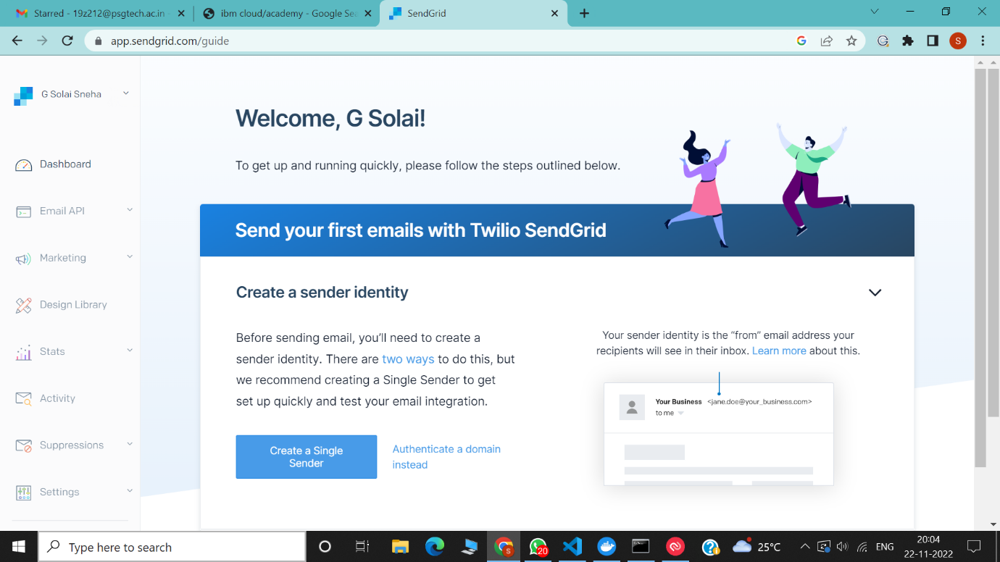 Starred - 19z212@psgtech.ac.in -
ibm cloud/academy - Google Sea
SendGrid
app.sendgrid.com/guide
S
G Solai Sneha
Dashboard
Email API
Marketing
Design Library
Stats
Activity
Suppressions
Settings
Welcome, G Solai!
To get up and running quickly, please follow the steps outlined below.
Send your first emails with Twilio SendGrid
Create a sender identity
Before sending email, you’ll need to create a
sender identity. There are two ways to do this, but
we recommend creating a Single Sender to get
set up quickly and test your email integration.
Create a Single
Sender
Authenticate a domain
instead
Your sender identity is the “from” email address your
recipients will see in their inbox. Learn more about this.
Your Business <jane.doe@your_business.com>
to me
Type here to search
S
20
25°C
ENG
20:04
22-11-2022